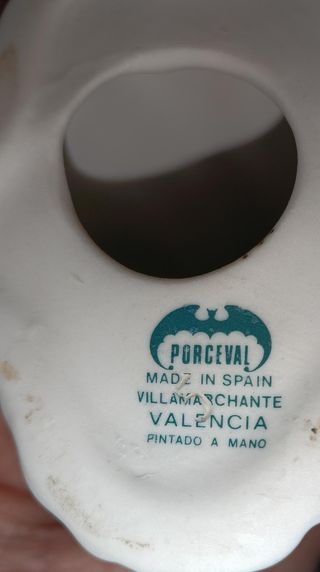 PORCEVAL
MADE IN SPAIN
VILLAMARCHANTE
VALENCIA
PINTADO A MANO